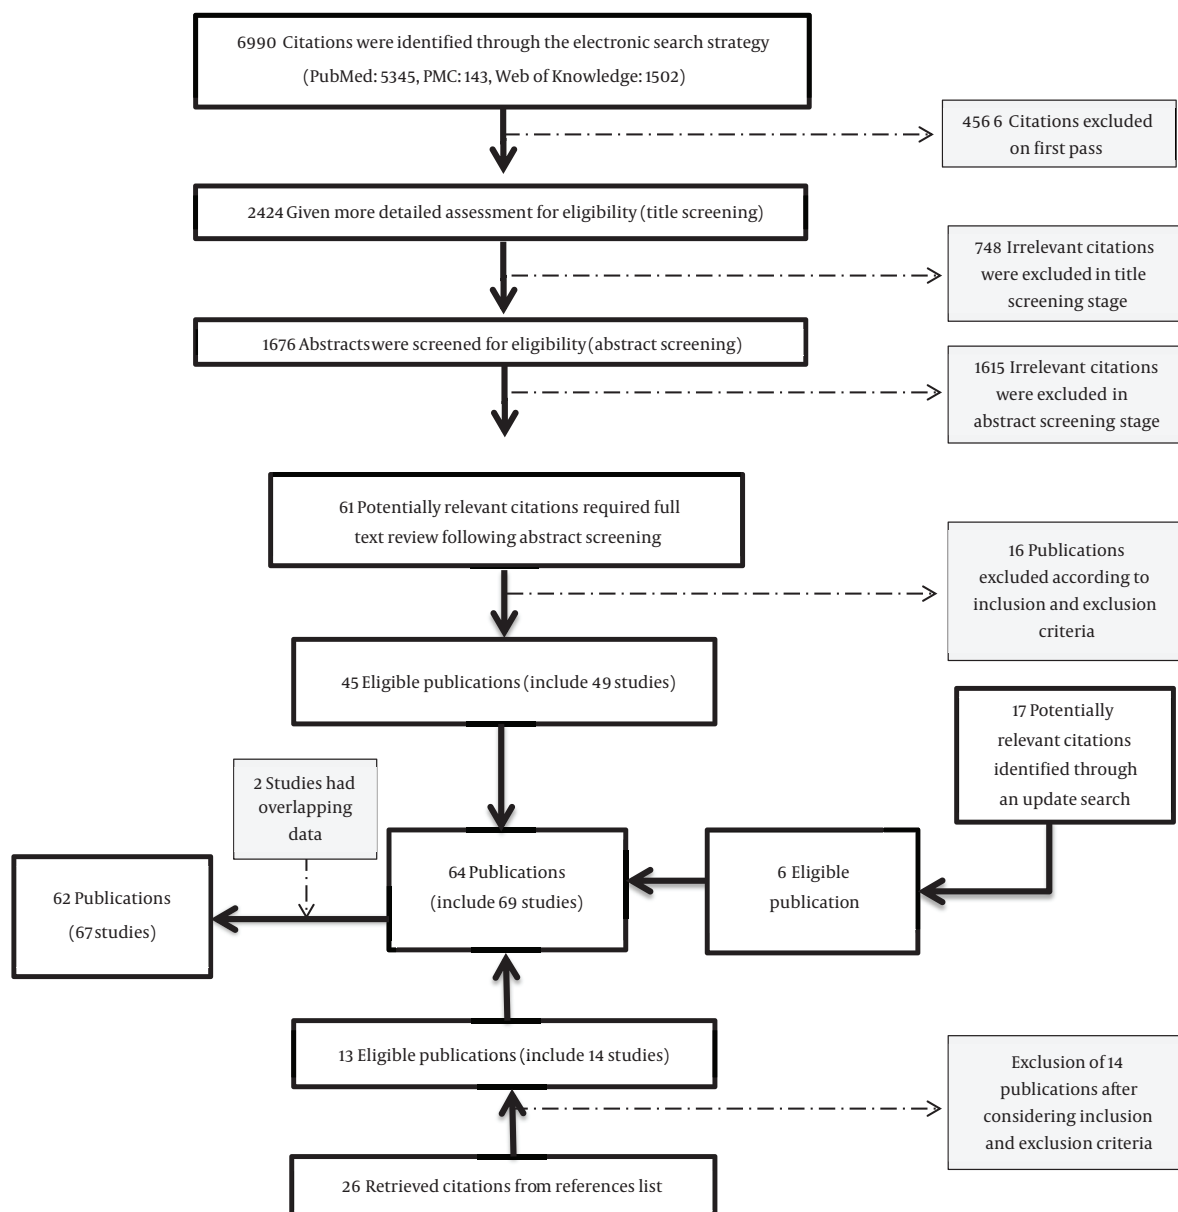 6990 Citations were identified through the electronic search strategy
(PubMed: 5345, PMC: 143, Web of Knowledge: 1502)
4566 Citations excluded
on first pass
2424 Given more detailed assessment for eligibility (title screening)
748 Irrelevant citations
were excluded in title
screening stage
1676 Abstracts were screened for eligibility (abstract screening)
1615 Irrelevant citations
were excluded in
abstract screening stage
61 Potentially relevant citations required full
text review following abstract screening
16 Publications
excluded according to
inclusion and exclusion
criteria
45 Eligible publications (include 49 studies)
17 Potentially
relevant citations
identified through
an update search
2 Studies had
overlapping
data
64 Publications
(include 69 studies)
6 Eligible
publication
62 Publications
(67 studies)
13 Eligible publications (include 14 studies)
Exclusion of 14
publications after
considering inclusion
and exclusion criteria
26 Retrieved citations from references list